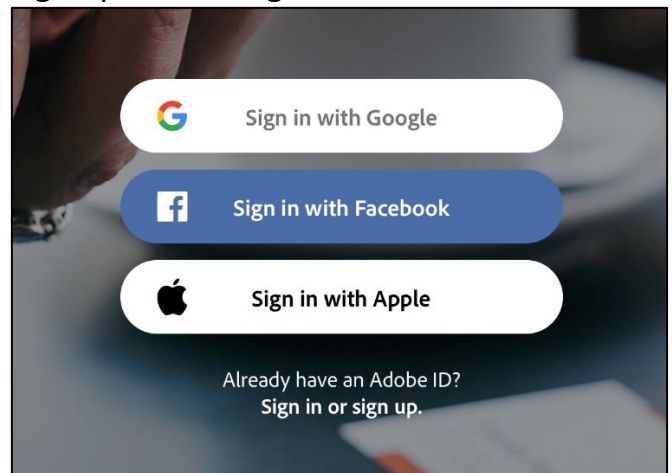 Sign in with Google
Sign in with Facebook
Sign in with Apple
Already have an Adobe ID?
Sign in or sign up.